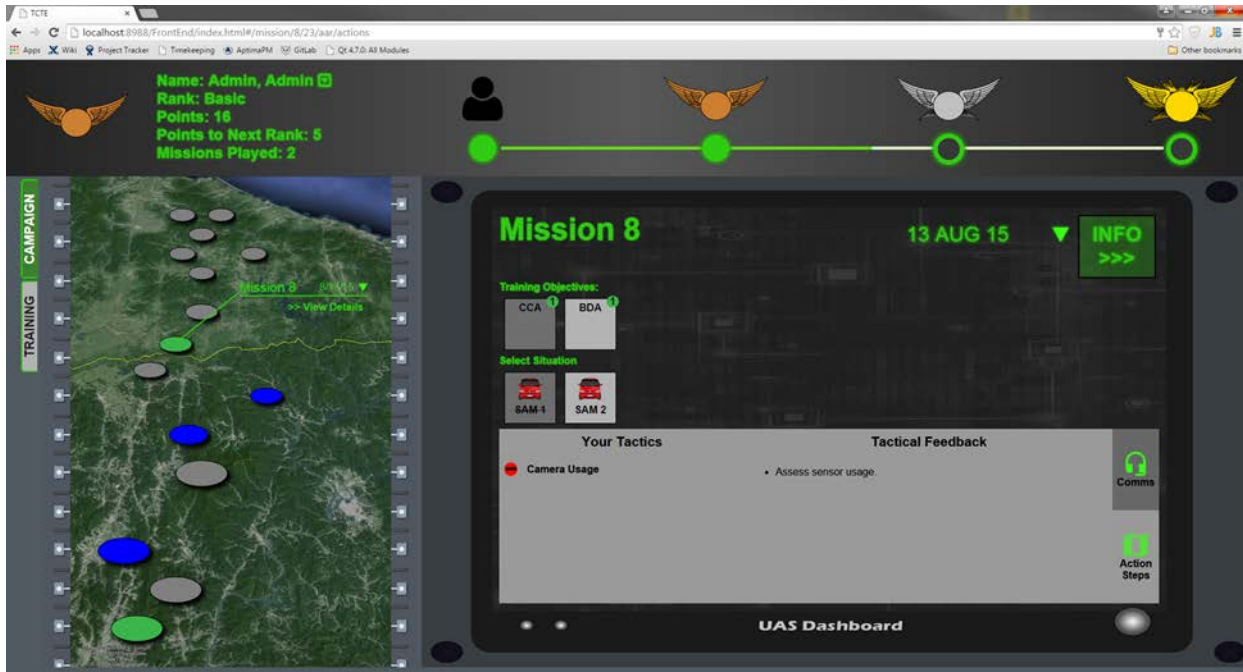 TCTE
localhost:8988/FrontEnd/index.html#/mission/8/23/aar/actions
Apps Wiki Project Tracker Timekeeping AptimaPM GitLab Qt 4.7.0: All Modules Other bookmarks
JB
Name: Admin, Admin
Rank: Basic
Points: 16
Points to Next Rank: 5
Missions Played: 2
CAMPAIGN
TRAINING
Mission 8
>> View Details
Mission 8 13 AUG 15 ▼ INFO
>>>
Training Objectives:
CCA 1 BDA 1
Select Situation
SAM 1 SAM 2
Your Tactics Tactical Feedback
Camera Usage • Assess sensor usage.
Comms
Action
Steps
UAS Dashboard